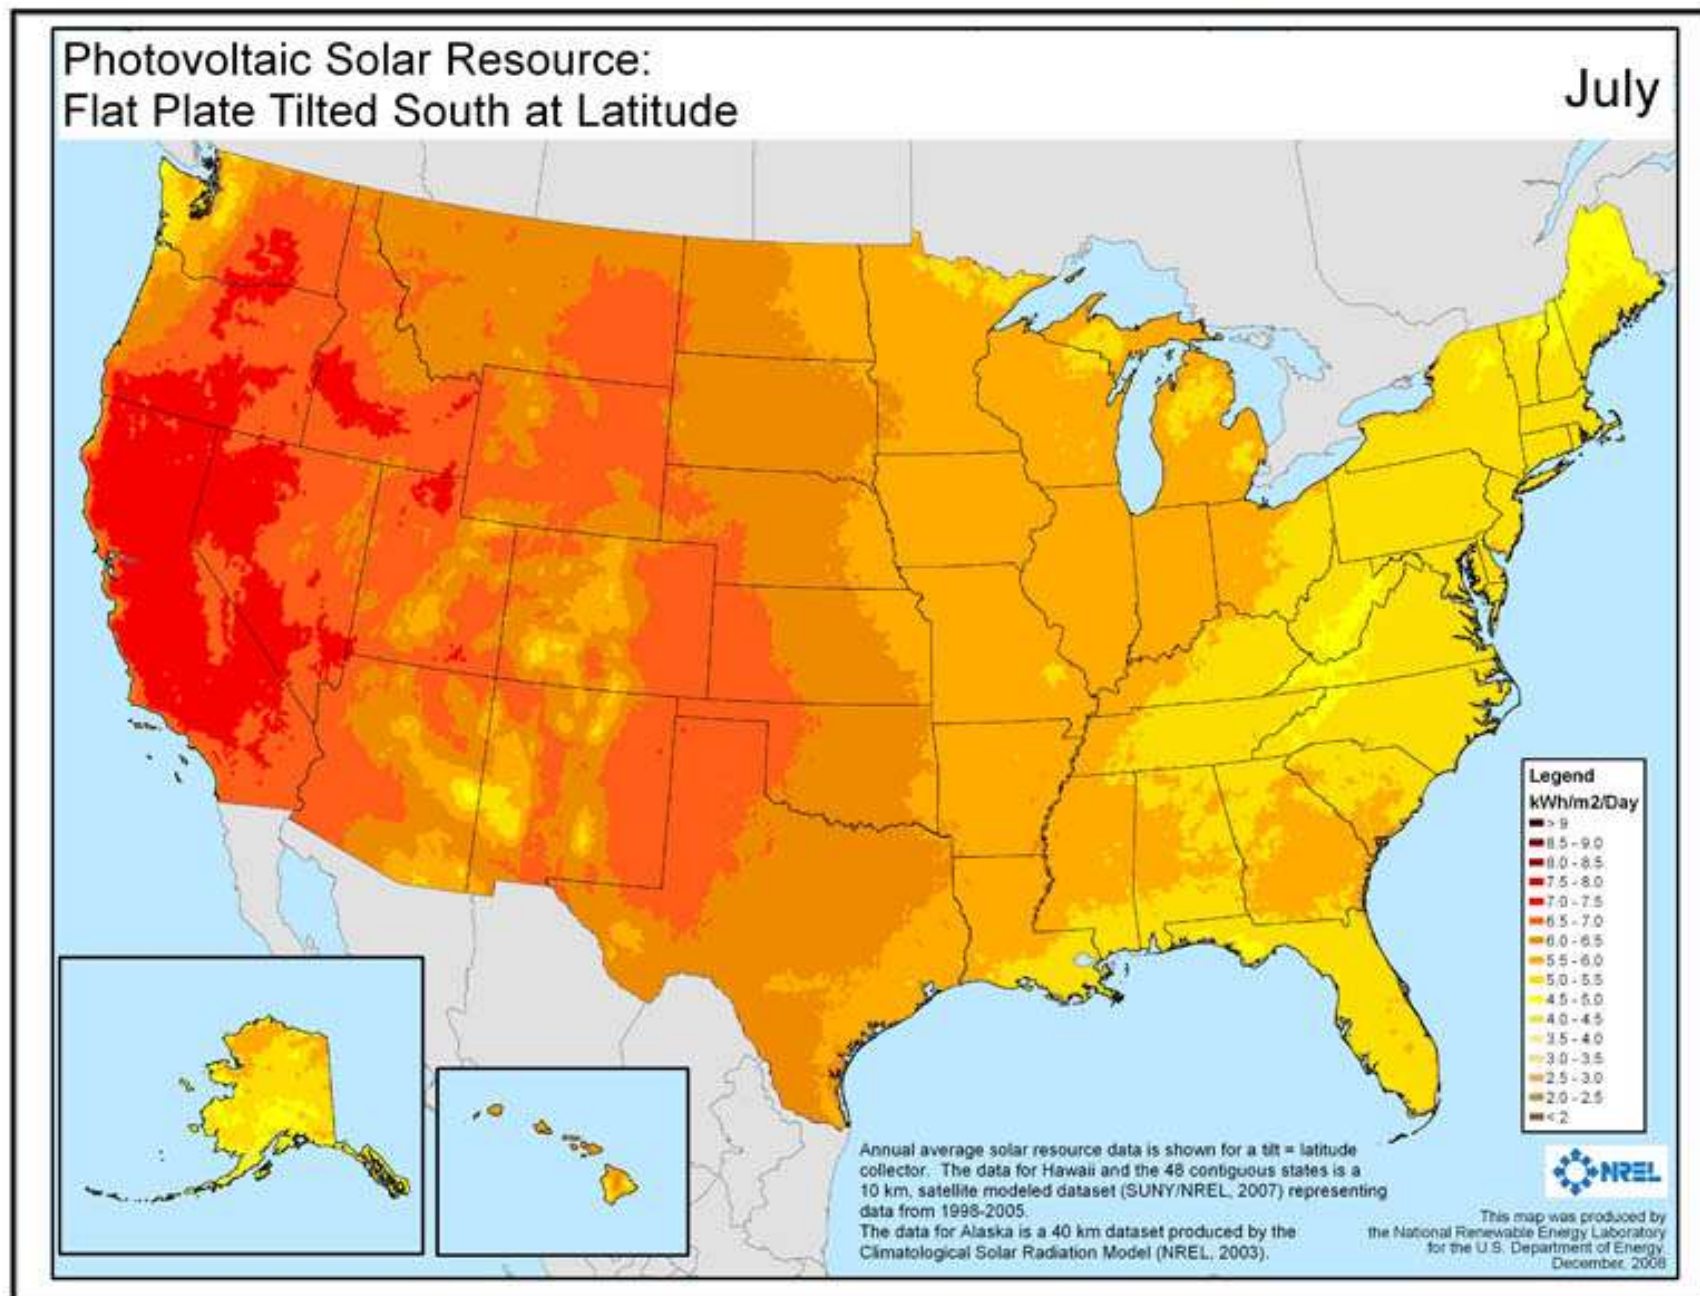 Photovoltaic Solar Resource:
Flat Plate Tilted South at Latitude
July
Legend
kWh/m2/Day
> 9
8.5 - 9.0
8.0 - 8.5
7.5 - 8.0
7.0 - 7.5
6.5 - 7.0
6.0 - 6.5
5.5 - 6.0
5.0 - 5.5
4.5 - 5.0
4.0 - 4.5
3.5 - 4.0
3.0 - 3.5
2.5 - 3.0
2.0 - 2.5
< 2
Annual average solar resource data is shown for a tilt = latitude
collector. The data for Hawaii and the 48 contiguous states is a
10 km, satellite modeled dataset (SUNY/NREL, 2007) representing
data from 1998-2005.
The data for Alaska is a 40 km dataset produced by the
Climatological Solar Radiation Model (NREL, 2003).
NREL
This map was produced by
the National Renewable Energy Laboratory
for the U.S. Department of Energy.
December, 2008